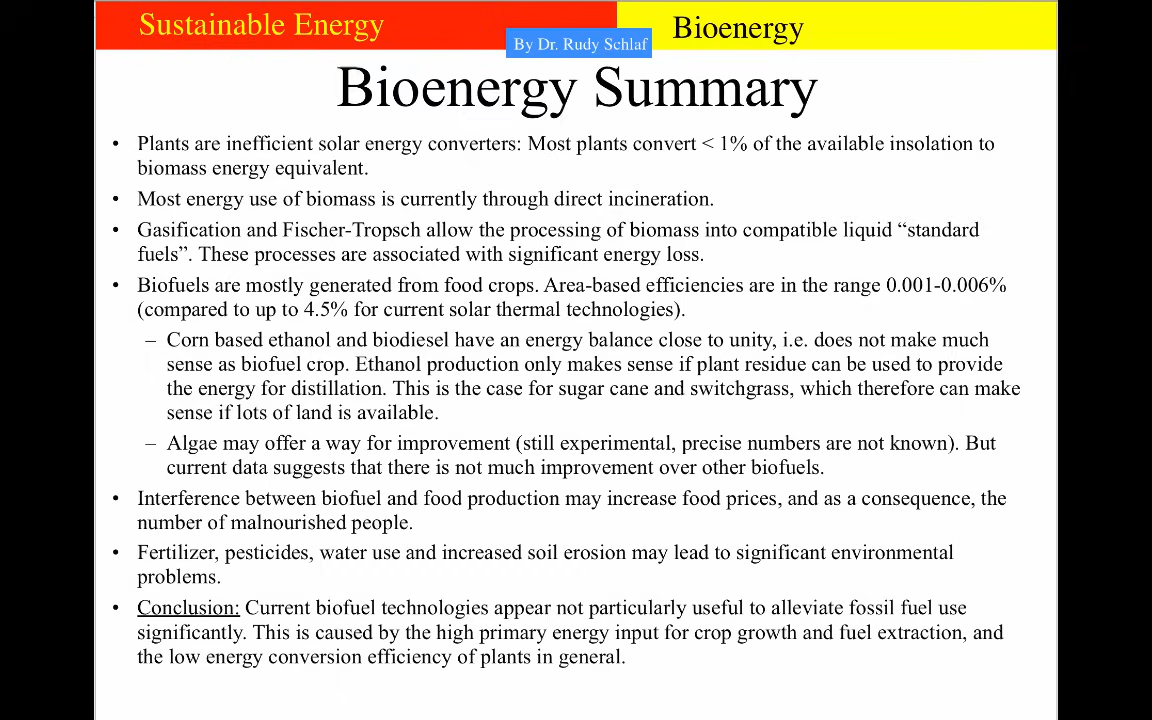 Sustainable Energy
Bioenergy
By Dr. Rudy Schlaf
Bioenergy Summary
• Plants are inefficient solar energy converters: Most plants convert < 1% of the available insolation to
biomass energy equivalent.
• Most energy use of biomass is currently through direct incineration.
• Gasification and Fischer-Tropsch allow the processing of biomass into compatible liquid “standard
fuels”. These processes are associated with significant energy loss.
• Biofuels are mostly generated from food crops. Area-based efficiencies are in the range 0.001-0.006%
(compared to up to 4.5% for current solar thermal technologies).
– Corn based ethanol and biodiesel have an energy balance close to unity, i.e. does not make much
sense as biofuel crop. Ethanol production only makes sense if plant residue can be used to provide
the energy for distillation. This is the case for sugar cane and switchgrass, which therefore can make
sense if lots of land is available.
– Algae may offer a way for improvement (still experimental, precise numbers are not known). But
current data suggests that there is not much improvement over other biofuels.
• Interference between biofuel and food production may increase food prices, and as a consequence, the
number of malnourished people.
• Fertilizer, pesticides, water use and increased soil erosion may lead to significant environmental
problems.
• Conclusion: Current biofuel technologies appear not particularly useful to alleviate fossil fuel use
significantly. This is caused by the high primary energy input for crop growth and fuel extraction, and
the low energy conversion efficiency of plants in general.